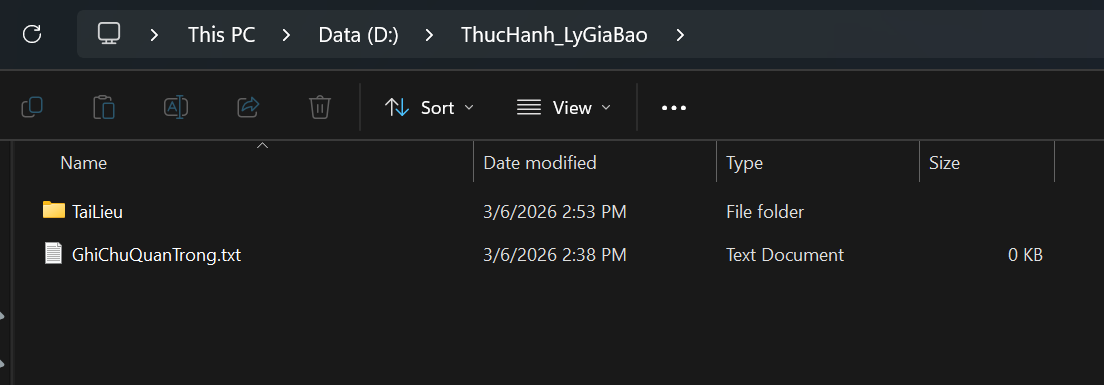 This PC > Data (D:) > ThucHanh_LyGiaBao >
Sort View
Name Date modified Type Size
TaiLieu 3/6/2026 2:53 PM File folder
GhiChuQuanTrong.txt 3/6/2026 2:38 PM Text Document 0 KB